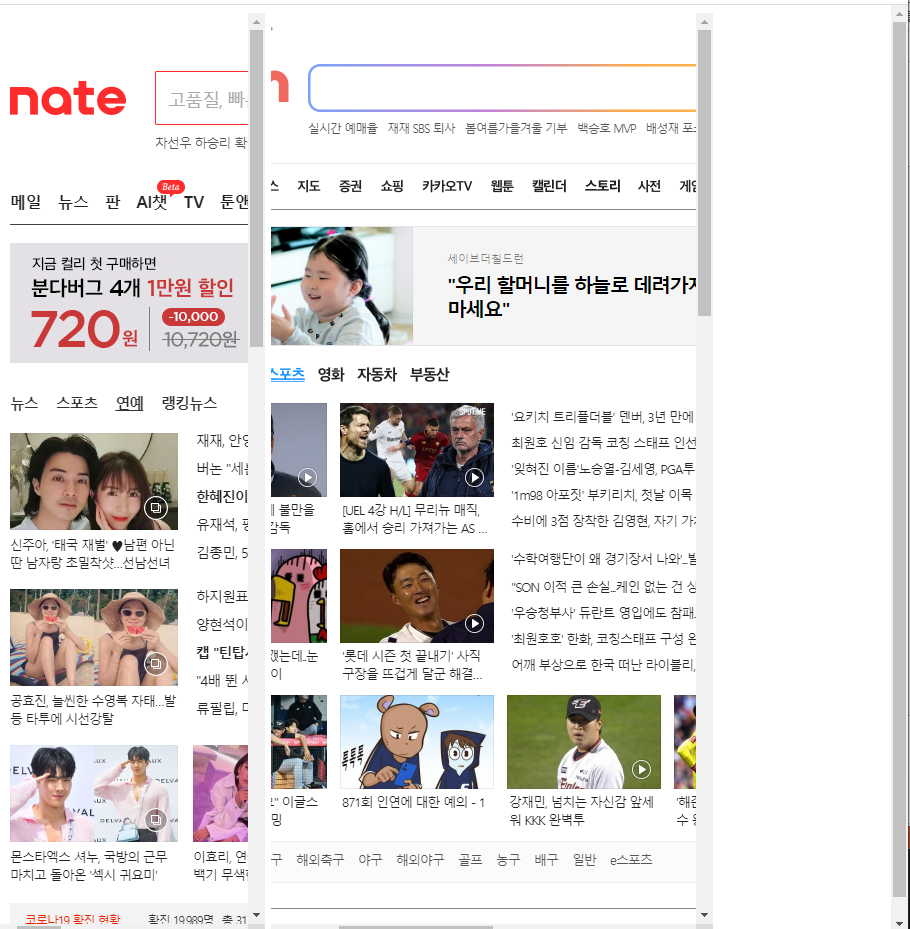 nate
고품질, 빠
차선우 하승리 확
메일 뉴스 판 AI챗 Beta TV 툰앤
지금 컬리 첫 구매하면
분다버그 4개 1만원 할인
720원
-10,000
10,720원
뉴스 스포츠 연예 랭킹뉴스
신주아, '태국 재벌' ♥남편 아닌
딴 남자랑 초밀착샷...선남선녀
재재, 안영
버논 "세븐
한혜진이
유재석, 핑
김종민, 5
공효진, 늘씬한 수영복 자태...발
등 타투에 시선강탈
하지원표
양현석이
캡 "틴탑
"4배 뛴 시
류필립, 미
몬스타엑스 셔누, 국방의 근무
마치고 돌아온 '섹시 귀요미'
이효리, 연
백기 무색한
코로나19 확진 현황 확진 19,989명 총 31
실시간 예매율 재재 SBS 퇴사 봄여름가을겨울 기부 백승호 MVP 배성재 포
스 지도 증권 쇼핑 카카오TV 웹툰 캘린더 스토리 사전 게임
세이브더칠드런
"우리 할머니를 하늘로 데려가지
마세요"
스포츠 영화 자동차 부동산
불만을
감독
SPOTIME
[UEL 4강 H/L] 무리뉴 매직,
홈에서 승리 가져가는 AS ...
'요키치 트리플더블' 덴버, 3년 만에
최원호 신임 감독 코칭 스태프 인선
'잊혀진 이름'노승열-김세영, PGA투
'1m98 아포짓' 부키리치, 첫날 이목
수비에 3점 장착한 김영현, 자기 가
했는데..눈
이
'롯데 시즌 첫 끝내기' 사직
구장을 뜨겁게 달군 해결...
'수학여행단이 왜 경기장서 나와'..빌
"SON 이적 큰 손실...케인 없는 건 상
'우승청부사' 듀란트 영입에도 참패
'최원호호' 한화, 코칭스태프 구성 완
어깨 부상으로 한국 떠난 라이블리,
" 이글스
밍
툭툭툭
871회 인연에 대한 예의 - 1
강재민, 넘치는 자신감 앞세
워 KKK 완벽투
'해
수
구 해외축구 야구 해외야구 골프 농구 배구 일반 e스포츠